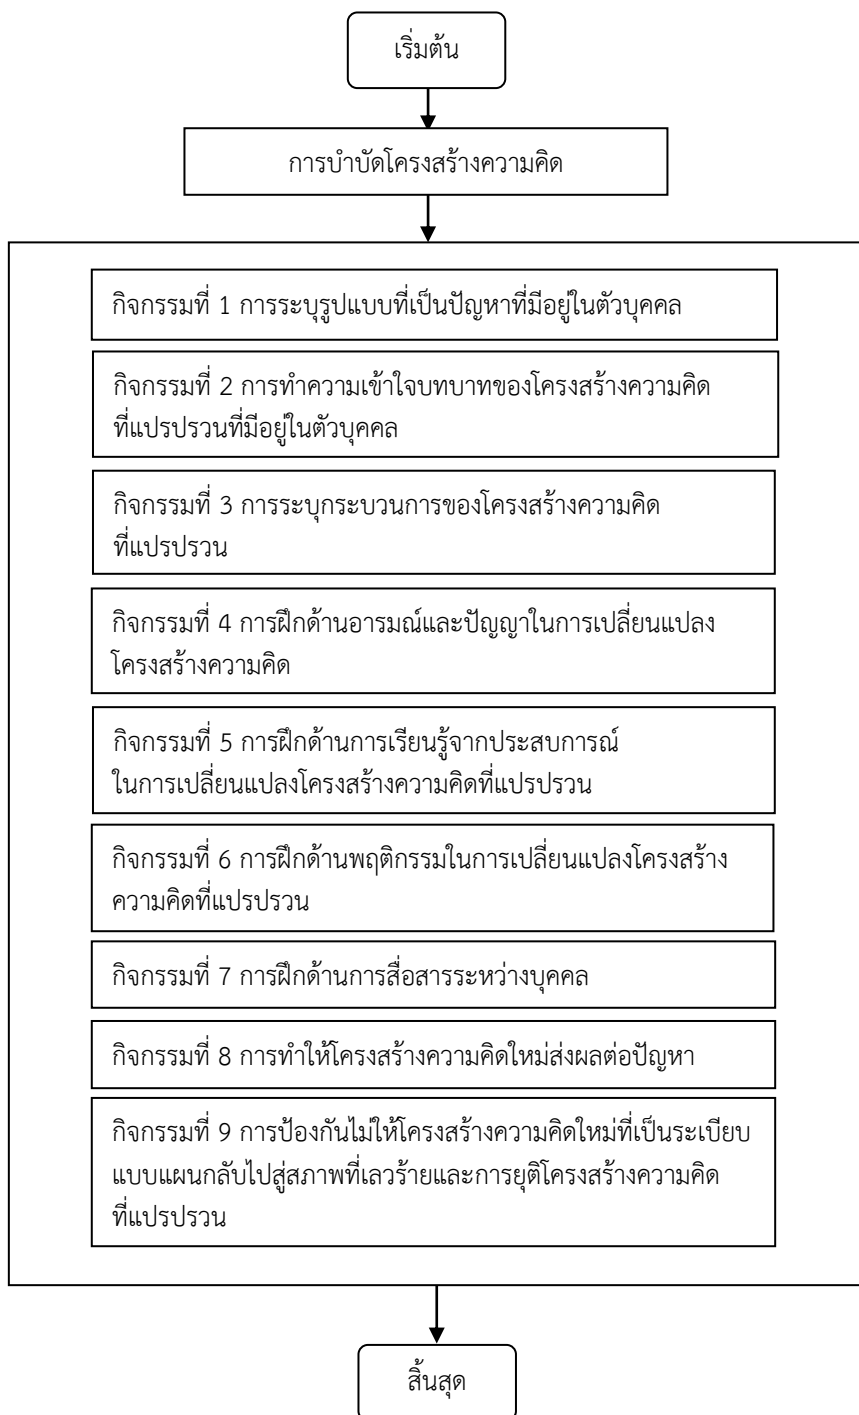 เริ่มต้น
การบำบัดโครงสร้างความคิด
กิจกรรมที่ 1 การระบุรูปแบบที่เป็นปัญหาที่มีอยู่ในตัวบุคคล
กิจกรรมที่ 2 การทำความเข้าใจบทบาทของโครงสร้างความคิด
ที่แปรปรวนที่มีอยู่ในตัวบุคคล
กิจกรรมที่ 3 การระบุกระบวนการของโครงสร้างความคิด
ที่แปรปรวน
กิจกรรมที่ 4 การฝึกด้านอารมณ์และปัญญาในการเปลี่ยนแปลง
โครงสร้างความคิด
กิจกรรมที่ 5 การฝึกด้านการเรียนรู้จากประสบการณ์
ในการเปลี่ยนแปลงโครงสร้างความคิดที่แปรปรวน
กิจกรรมที่ 6 การฝึกด้านพฤติกรรมในการเปลี่ยนแปลงโครงสร้าง
ความคิดที่แปรปรวน
กิจกรรมที่ 7 การฝึกด้านการสื่อสารระหว่างบุคคล
กิจกรรมที่ 8 การทำให้โครงสร้างความคิดใหม่ส่งผลต่อปัญหา
กิจกรรมที่ 9 การป้องกันไม่ให้โครงสร้างความคิดใหม่ที่เป็นระเบียบ
แบบแผนกลับไปสู่สภาพที่เลวร้ายและการยุติโครงสร้างความคิด
ที่แปรปรวน
สิ้นสุด